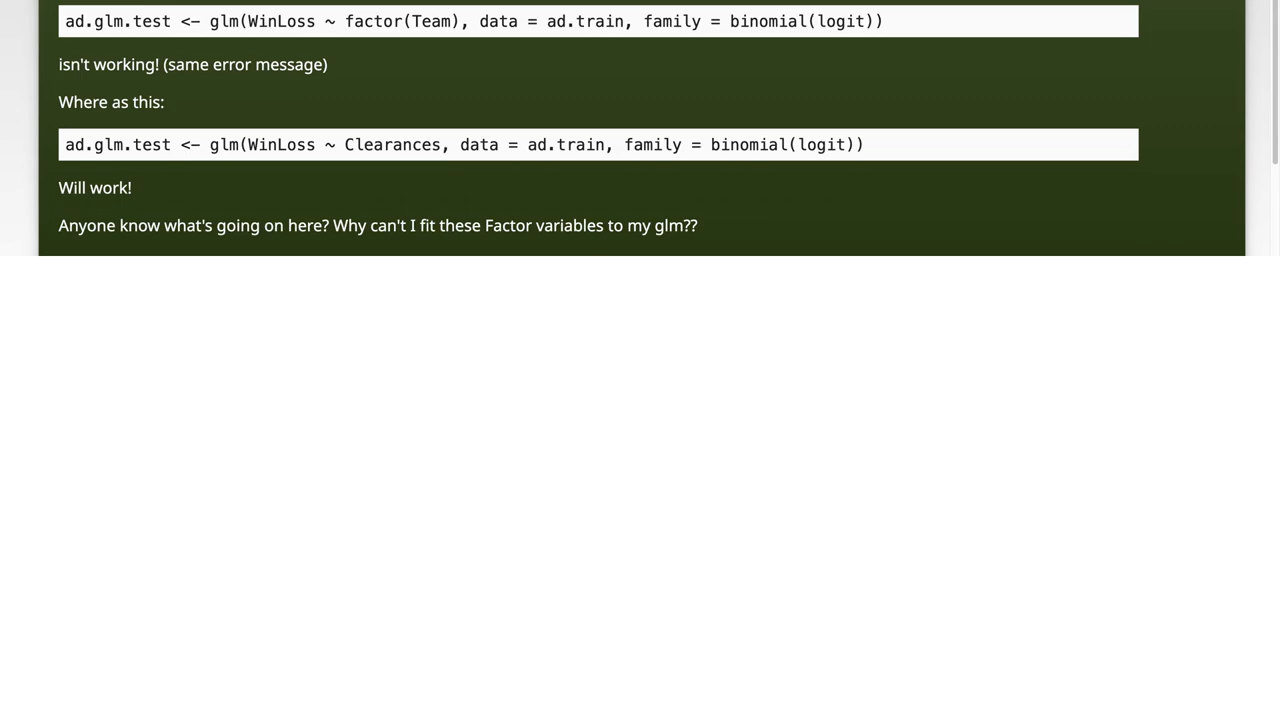 ad.glm.test <- glm(WinLoss ~ factor(Team), data = ad.train, family = binomial(logit))
isn't working! (same error message)
Where as this:
ad.glm.test <- glm(WinLoss ~ Clearances, data = ad.train, family = binomial(logit))
Will work!
Anyone know what's going on here? Why can't I fit these Factor variables to my glm??